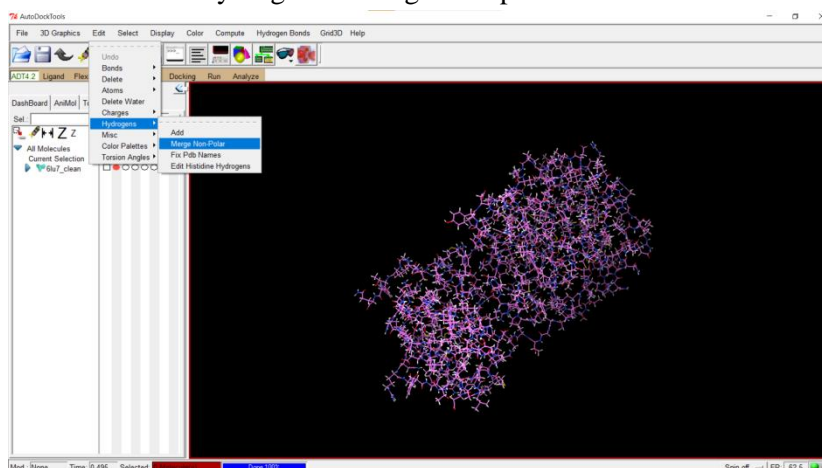 AutoDockTools
File 3D Graphics Edit Select Display Color Compute Hydrogen Bonds Grid3D Help
ADT4.2 Ligand Flex Docking Run Analyze
Undo
Bonds
Delete
Atoms
Delete Water
Charges
Hydrogens
Misc
Color Palettes
Torsion Angles
Add
Merge Non-Polar
Fix Pdb Names
Edit Histidine Hydrogens
DashBoard AniMol
Sel.:
Z Z
All Molecules
Current Selection
6lu7_clean
Mod.: None Time: 0.495 Selected: Done 100% Spin off FR: 62.5